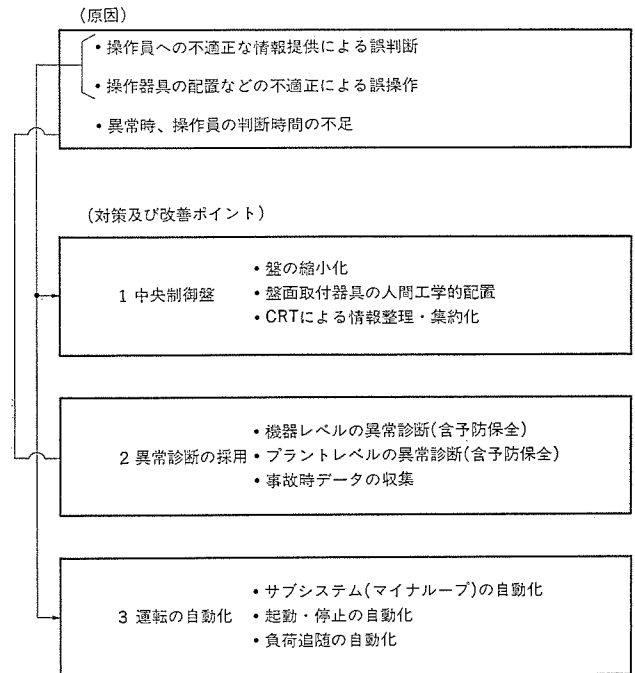 (原因)
• 操作員への不適正な情報提供による誤判断
• 操作器具の配置などの不適正による誤操作
• 異常時、操作員の判断時間の不足
(対策及び改善ポイント)
1 中央制御盤
• 盤の縮小化
• 盤面取付器具の人間工学的配置
• CRTによる情報整理・集約化
2 異常診断の採用
• 機器レベルの異常診断(含予防保全)
• プラントレベルの異常診断(含予防保全)
• 事故時データの収集
3 運転の自動化
• サブシステム(マイナループ)の自動化
• 起動・停止の自動化
• 負荷追随の自動化